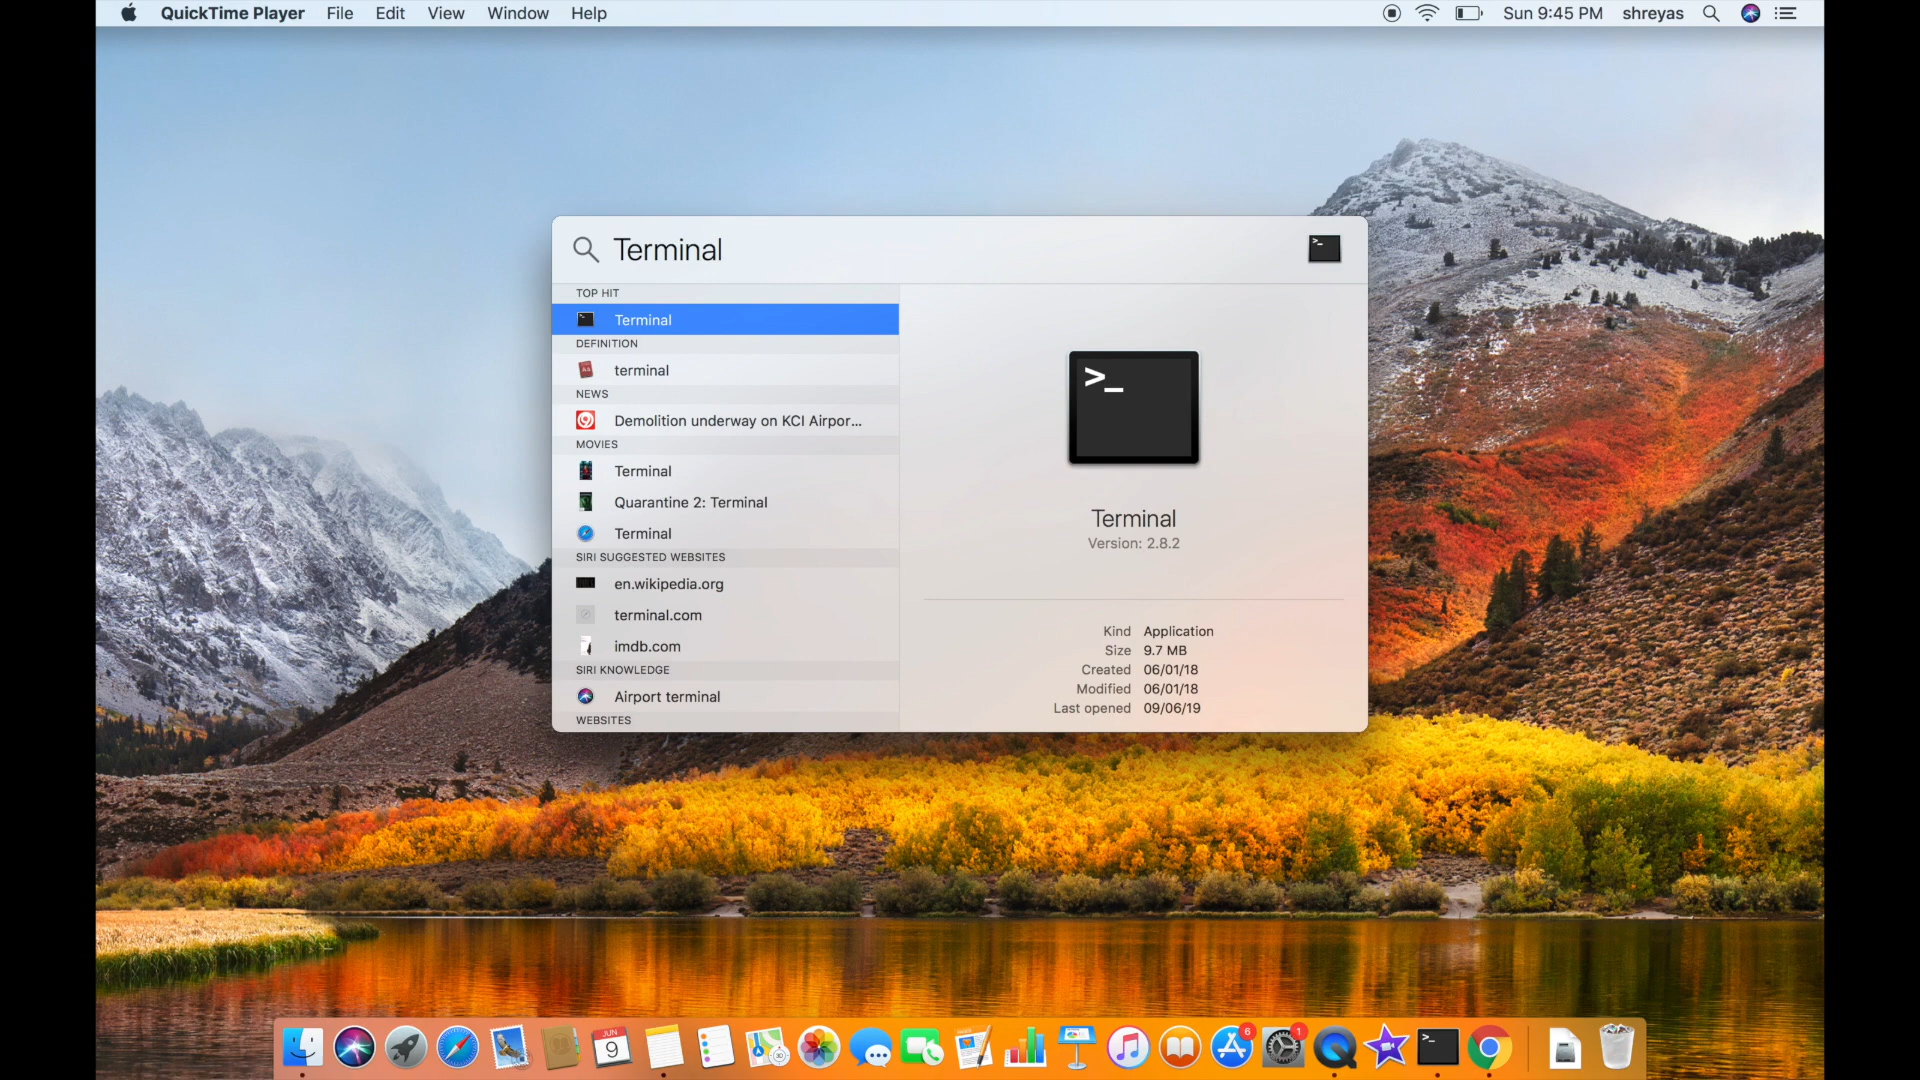 QuickTime Player File Edit View Window Help Sun 9:45 PM shreyas
Terminal
TOP HIT
Terminal
DEFINITION
terminal
NEWS
Demolition underway on KCI Airpor...
MOVIES
Terminal
Quarantine 2: Terminal
Terminal
SIRI SUGGESTED WEBSITES
en.wikipedia.org
terminal.com
imdb.com
SIRI KNOWLEDGE
Airport terminal
WEBSITES
>_
Terminal
Version: 2.8.2
Kind Application
Size 9.7 MB
Created 06/01/18
Modified 06/01/18
Last opened 09/06/19
JUN
9
6
1